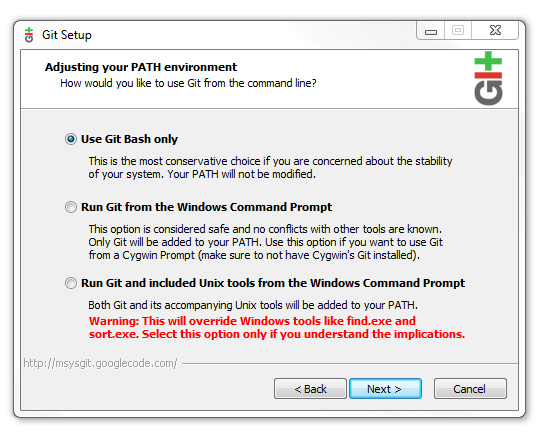 Git Setup
Adjusting your PATH environment
How would you like to use Git from the command line?
Git
Use Git Bash only
This is the most conservative choice if you are concerned about the stability
of your system. Your PATH will not be modified.
Run Git from the Windows Command Prompt
This option is considered safe and no conflicts with other tools are known.
Only Git will be added to your PATH. Use this option if you want to use Git
from a Cygwin Prompt (make sure to not have Cygwin's Git installed).
Run Git and included Unix tools from the Windows Command Prompt
Both Git and its accompanying Unix tools will be added to your PATH.
Warning: This will override Windows tools like find.exe and
sort.exe. Select this option only if you understand the implications.
http://msysgit.googlecode.com/
< Back
Next >
Cancel